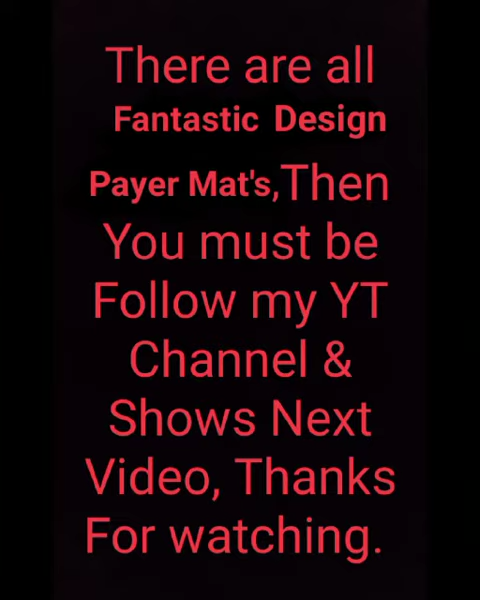 There are all
Fantastic Design
Payer Mat's,Then
You must be
Follow my YT
Channel &
Shows Next
Video, Thanks
For watching.